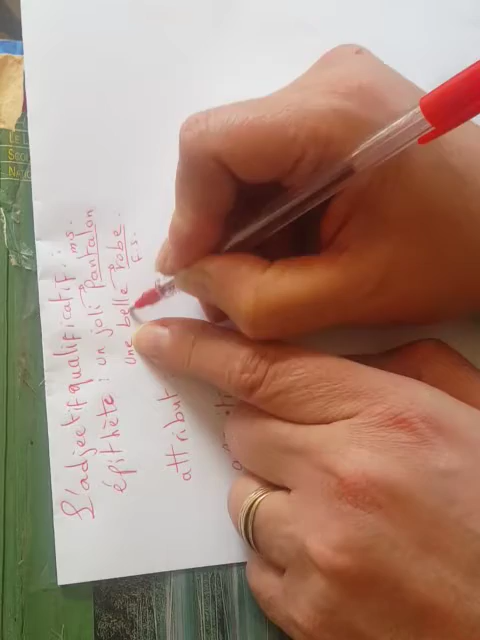 L'adjectif qualificatif:
m s.
épithète: un joli pantalon
une belle robe.
f.s.
attribut